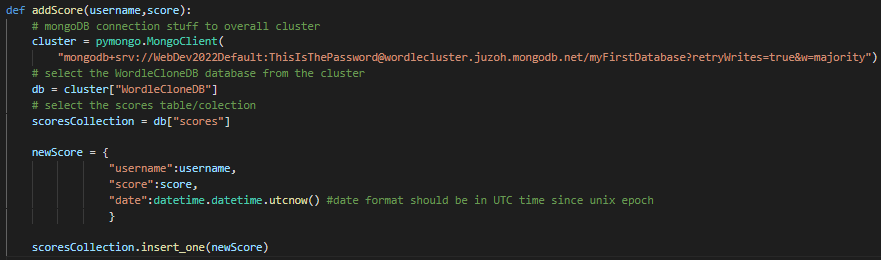 def addScore(username,score):
    # mongoDB connection stuff to overall cluster
    cluster = pymongo.MongoClient(
        "mongodb+srv://WebDev2022Default:ThisIsThePassword@wordlecluster.juzoh.mongodb.net/myFirstDatabase?retryWrites=true&w=majority")
    # select the WordleCloneDB database from the cluster
    db = cluster["WordleCloneDB"]
    # select the scores table/colection
    scoresCollection = db["scores"]

    newScore = {
                "username":username,
                "score":score,
                "date":datetime.datetime.utcnow() #date format should be in UTC time since unix epoch
                }

    scoresCollection.insert_one(newScore)